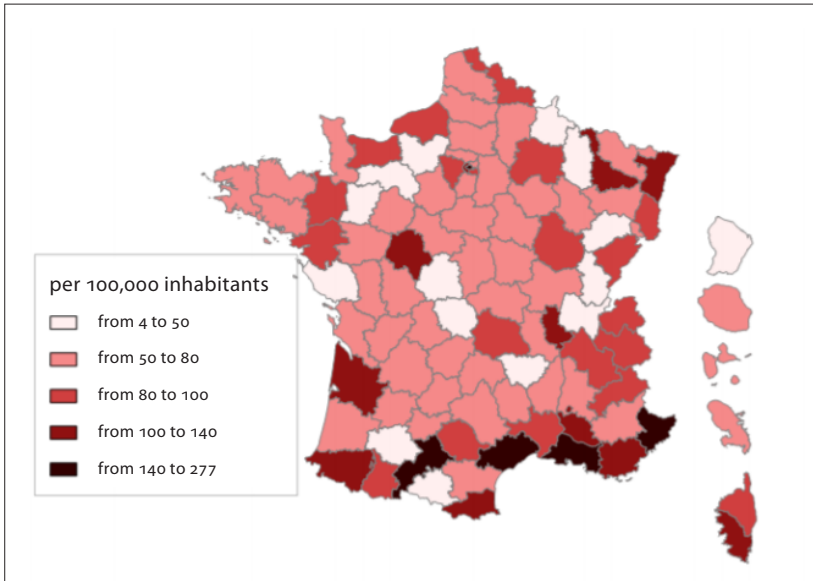 per 100,000 inhabitants
from 4 to 50
from 50 to 80
from 80 to 100
from 100 to 140
from 140 to 277